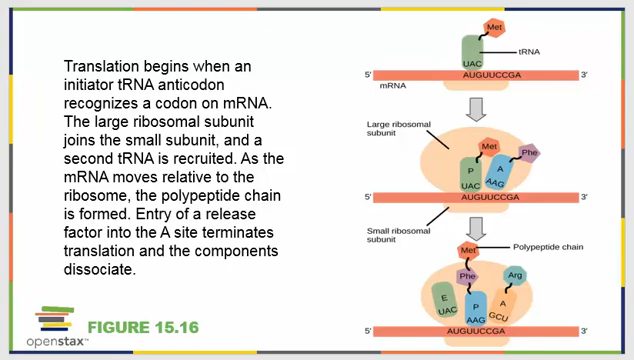 Translation begins when an
initiator tRNA anticodon
recognizes a codon on mRNA.
The large ribosomal subunit
joins the small subunit, and a
second tRNA is recruited. As the
mRNA moves relative to the
ribosome, the polypeptide chain
is formed. Entry of a release
factor into the A site terminates
translation and the components
dissociate.
openstax™
FIGURE 15.16
Met
tRNA
UAC
5' AUGUUCCGA 3'
mRNA
Large ribosomal
subunit
Met
Phe
P
A
UAC
AAG
5' AUGUUCCGA 3'
Small ribosomal
subunit
Met
Polypeptide chain
Phe
Arg
E
P
A
UAC
AAG
GCU
5' AUGUUCCGA 3'